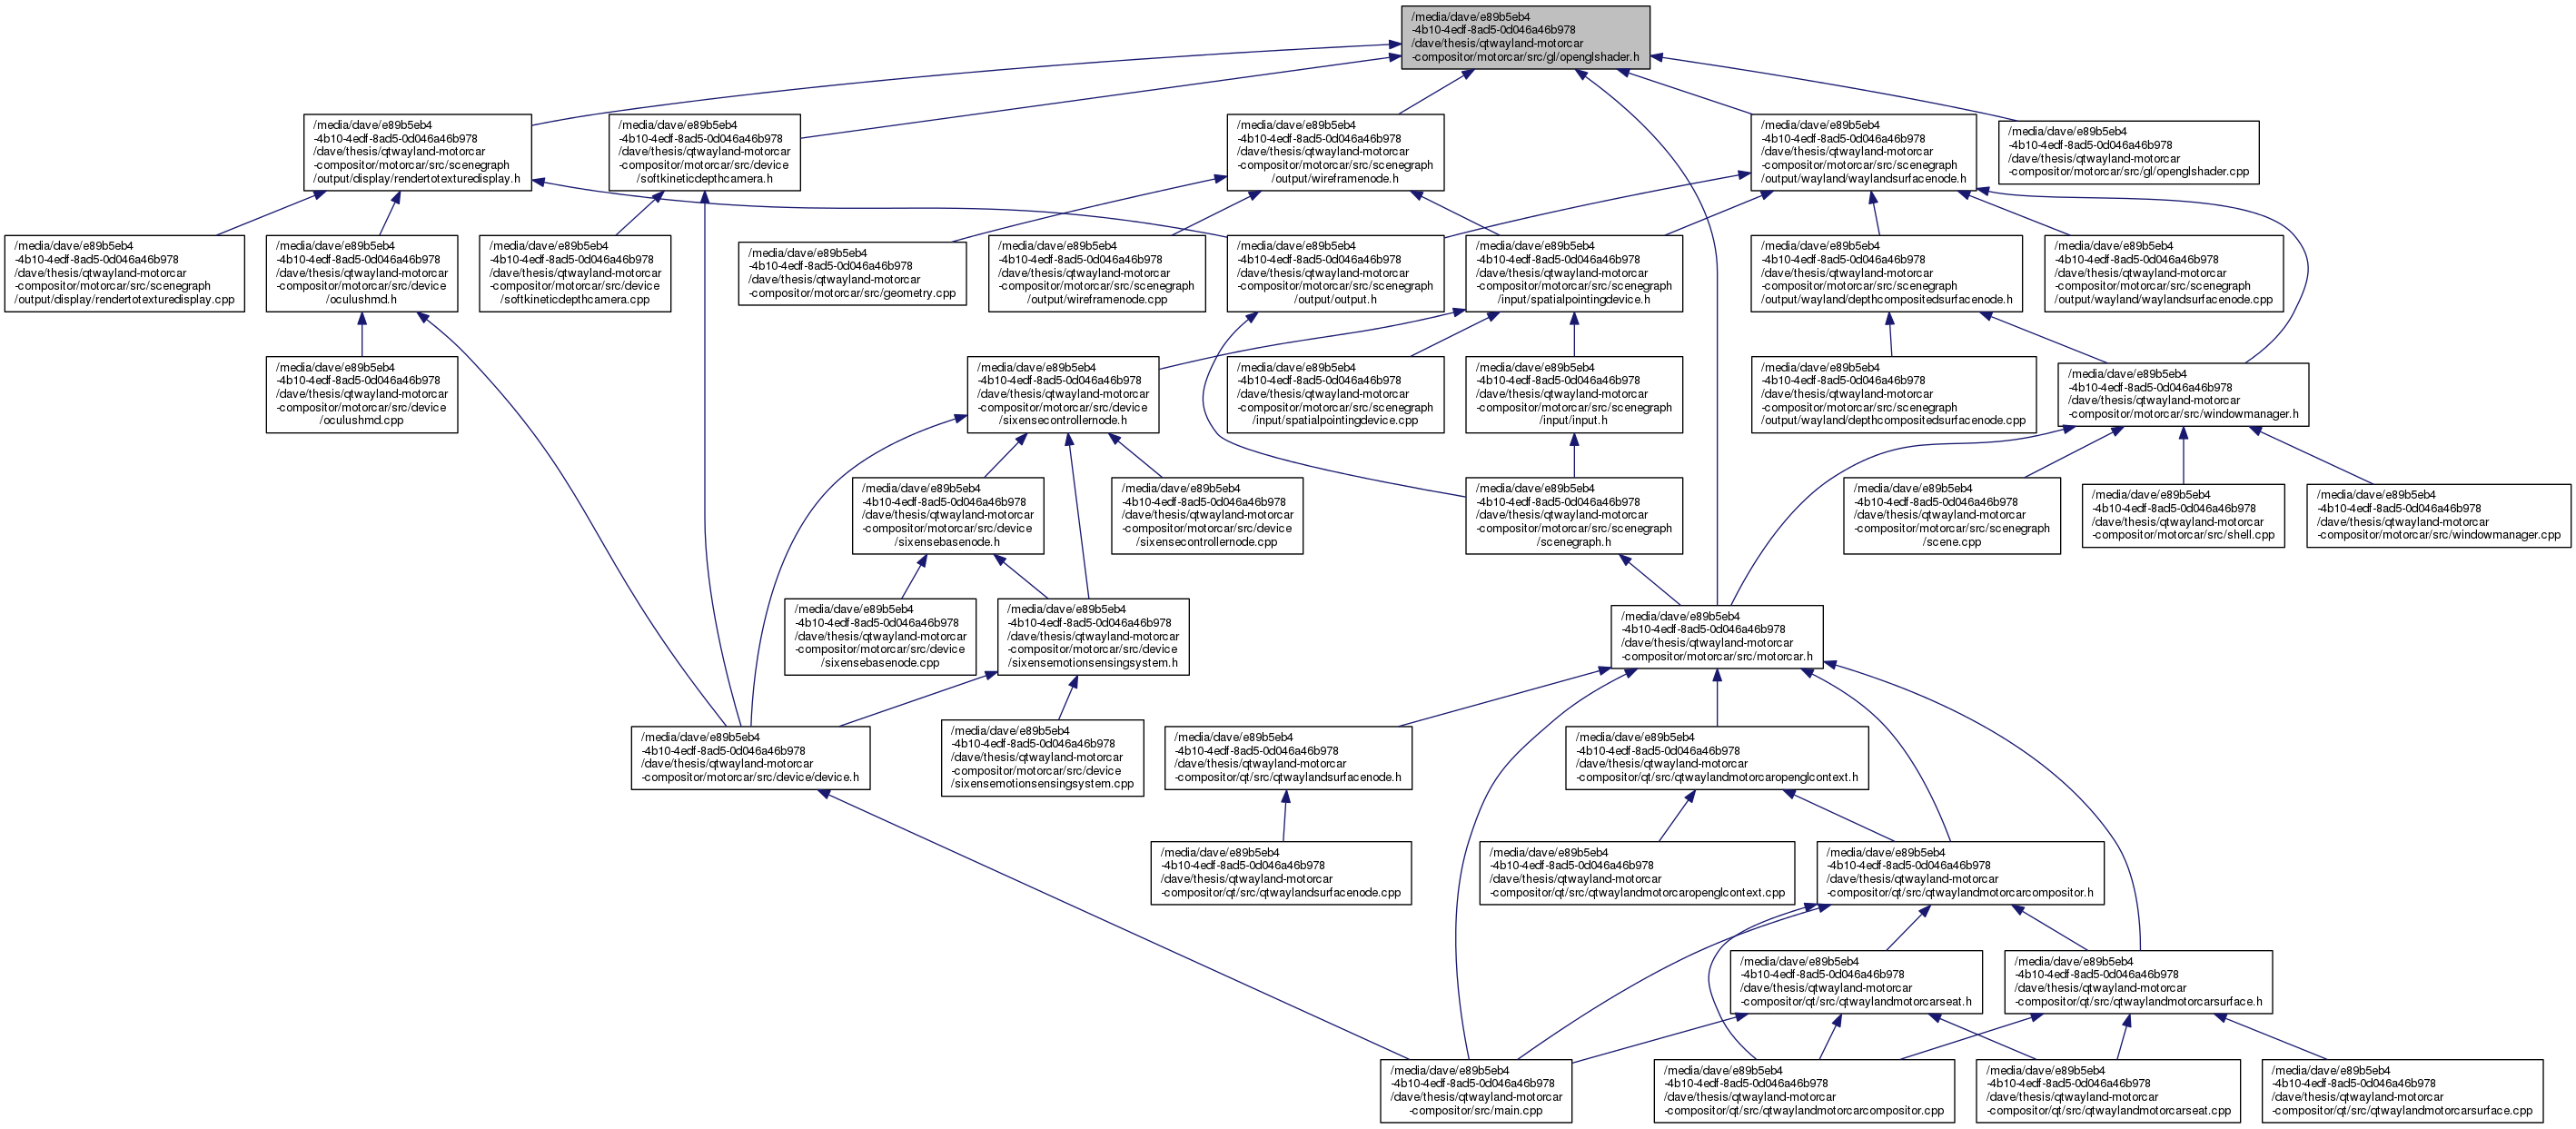 /media/dave/e89b5eb4
-4b10-4edf-8ad5-0d046a46b978
/dave/thesis/qtwayland-motorcar
-compositor/motorcar/src/gl/openglshader.h
/media/dave/e89b5eb4
-4b10-4edf-8ad5-0d046a46b978
/dave/thesis/qtwayland-motorcar
-compositor/motorcar/src/scenegraph
/output/display/rendertotexturedisplay.h
/media/dave/e89b5eb4
-4b10-4edf-8ad5-0d046a46b978
/dave/thesis/qtwayland-motorcar
-compositor/motorcar/src/device
/softkineticdepthcamera.h
/media/dave/e89b5eb4
-4b10-4edf-8ad5-0d046a46b978
/dave/thesis/qtwayland-motorcar
-compositor/motorcar/src/scenegraph
/output/wireframenode.h
/media/dave/e89b5eb4
-4b10-4edf-8ad5-0d046a46b978
/dave/thesis/qtwayland-motorcar
-compositor/motorcar/src/scenegraph
/output/wayland/waylandsurfacenode.h
/media/dave/e89b5eb4
-4b10-4edf-8ad5-0d046a46b978
/dave/thesis/qtwayland-motorcar
-compositor/motorcar/src/gl/openglshader.cpp
/media/dave/e89b5eb4
-4b10-4edf-8ad5-0d046a46b978
/dave/thesis/qtwayland-motorcar
-compositor/motorcar/src/scenegraph
/output/display/rendertotexturedisplay.cpp
/media/dave/e89b5eb4
-4b10-4edf-8ad5-0d046a46b978
/dave/thesis/qtwayland-motorcar
-compositor/motorcar/src/device
/oculushmd.h
/media/dave/e89b5eb4
-4b10-4edf-8ad5-0d046a46b978
/dave/thesis/qtwayland-motorcar
-compositor/motorcar/src/device
/softkineticdepthcamera.cpp
/media/dave/e89b5eb4
-4b10-4edf-8ad5-0d046a46b978
/dave/thesis/qtwayland-motorcar
-compositor/motorcar/src/geometry.cpp
/media/dave/e89b5eb4
-4b10-4edf-8ad5-0d046a46b978
/dave/thesis/qtwayland-motorcar
-compositor/motorcar/src/scenegraph
/output/wireframenode.cpp
/media/dave/e89b5eb4
-4b10-4edf-8ad5-0d046a46b978
/dave/thesis/qtwayland-motorcar
-compositor/motorcar/src/scenegraph
/output/output.h
/media/dave/e89b5eb4
-4b10-4edf-8ad5-0d046a46b978
/dave/thesis/qtwayland-motorcar
-compositor/motorcar/src/scenegraph
/input/spatialpointingdevice.h
/media/dave/e89b5eb4
-4b10-4edf-8ad5-0d046a46b978
/dave/thesis/qtwayland-motorcar
-compositor/motorcar/src/scenegraph
/output/wayland/depthcompositedsurfacenode.h
/media/dave/e89b5eb4
-4b10-4edf-8ad5-0d046a46b978
/dave/thesis/qtwayland-motorcar
-compositor/motorcar/src/scenegraph
/output/wayland/waylandsurfacenode.cpp
/media/dave/e89b5eb4
-4b10-4edf-8ad5-0d046a46b978
/dave/thesis/qtwayland-motorcar
-compositor/motorcar/src/device
/oculushmd.cpp
/media/dave/e89b5eb4
-4b10-4edf-8ad5-0d046a46b978
/dave/thesis/qtwayland-motorcar
-compositor/motorcar/src/device
/sixensecontrollernode.h
/media/dave/e89b5eb4
-4b10-4edf-8ad5-0d046a46b978
/dave/thesis/qtwayland-motorcar
-compositor/motorcar/src/scenegraph
/input/spatialpointingdevice.cpp
/media/dave/e89b5eb4
-4b10-4edf-8ad5-0d046a46b978
/dave/thesis/qtwayland-motorcar
-compositor/motorcar/src/scenegraph
/input/input.h
/media/dave/e89b5eb4
-4b10-4edf-8ad5-0d046a46b978
/dave/thesis/qtwayland-motorcar
-compositor/motorcar/src/scenegraph
/output/wayland/depthcompositedsurfacenode.cpp
/media/dave/e89b5eb4
-4b10-4edf-8ad5-0d046a46b978
/dave/thesis/qtwayland-motorcar
-compositor/motorcar/src/windowmanager.h
/media/dave/e89b5eb4
-4b10-4edf-8ad5-0d046a46b978
/dave/thesis/qtwayland-motorcar
-compositor/motorcar/src/device
/sixensebasenode.h
/media/dave/e89b5eb4
-4b10-4edf-8ad5-0d046a46b978
/dave/thesis/qtwayland-motorcar
-compositor/motorcar/src/device
/sixensecontrollernode.cpp
/media/dave/e89b5eb4
-4b10-4edf-8ad5-0d046a46b978
/dave/thesis/qtwayland-motorcar
-compositor/motorcar/src/scenegraph
/scenegraph.h
/media/dave/e89b5eb4
-4b10-4edf-8ad5-0d046a46b978
/dave/thesis/qtwayland-motorcar
-compositor/motorcar/src/scenegraph
/scene.cpp
/media/dave/e89b5eb4
-4b10-4edf-8ad5-0d046a46b978
/dave/thesis/qtwayland-motorcar
-compositor/motorcar/src/shell.cpp
/media/dave/e89b5eb4
-4b10-4edf-8ad5-0d046a46b978
/dave/thesis/qtwayland-motorcar
-compositor/motorcar/src/windowmanager.cpp
/media/dave/e89b5eb4
-4b10-4edf-8ad5-0d046a46b978
/dave/thesis/qtwayland-motorcar
-compositor/motorcar/src/device
/sixensebasenode.cpp
/media/dave/e89b5eb4
-4b10-4edf-8ad5-0d046a46b978
/dave/thesis/qtwayland-motorcar
-compositor/motorcar/src/device
/sixensemotionsensingsystem.h
/media/dave/e89b5eb4
-4b10-4edf-8ad5-0d046a46b978
/dave/thesis/qtwayland-motorcar
-compositor/motorcar/src/motorcar.h
/media/dave/e89b5eb4
-4b10-4edf-8ad5-0d046a46b978
/dave/thesis/qtwayland-motorcar
-compositor/motorcar/src/device/device.h
/media/dave/e89b5eb4
-4b10-4edf-8ad5-0d046a46b978
/dave/thesis/qtwayland-motorcar
-compositor/motorcar/src/device
/sixensemotionsensingsystem.cpp
/media/dave/e89b5eb4
-4b10-4edf-8ad5-0d046a46b978
/dave/thesis/qtwayland-motorcar
-compositor/qt/src/qtwaylandsurfacenode.h
/media/dave/e89b5eb4
-4b10-4edf-8ad5-0d046a46b978
/dave/thesis/qtwayland-motorcar
-compositor/qt/src/qtwaylandmotorcaropenglcontext.h
/media/dave/e89b5eb4
-4b10-4edf-8ad5-0d046a46b978
/dave/thesis/qtwayland-motorcar
-compositor/qt/src/qtwaylandsurfacenode.cpp
/media/dave/e89b5eb4
-4b10-4edf-8ad5-0d046a46b978
/dave/thesis/qtwayland-motorcar
-compositor/qt/src/qtwaylandmotorcaropenglcontext.cpp
/media/dave/e89b5eb4
-4b10-4edf-8ad5-0d046a46b978
/dave/thesis/qtwayland-motorcar
-compositor/qt/src/qtwaylandmotorcarcompositor.h
/media/dave/e89b5eb4
-4b10-4edf-8ad5-0d046a46b978
/dave/thesis/qtwayland-motorcar
-compositor/qt/src/qtwaylandmotorcarseat.h
/media/dave/e89b5eb4
-4b10-4edf-8ad5-0d046a46b978
/dave/thesis/qtwayland-motorcar
-compositor/qt/src/qtwaylandmotorcarsurface.h
/media/dave/e89b5eb4
-4b10-4edf-8ad5-0d046a46b978
/dave/thesis/qtwayland-motorcar
-compositor/src/main.cpp
/media/dave/e89b5eb4
-4b10-4edf-8ad5-0d046a46b978
/dave/thesis/qtwayland-motorcar
-compositor/qt/src/qtwaylandmotorcarcompositor.cpp
/media/dave/e89b5eb4
-4b10-4edf-8ad5-0d046a46b978
/dave/thesis/qtwayland-motorcar
-compositor/qt/src/qtwaylandmotorcarseat.cpp
/media/dave/e89b5eb4
-4b10-4edf-8ad5-0d046a46b978
/dave/thesis/qtwayland-motorcar
-compositor/qt/src/qtwaylandmotorcarsurface.cpp